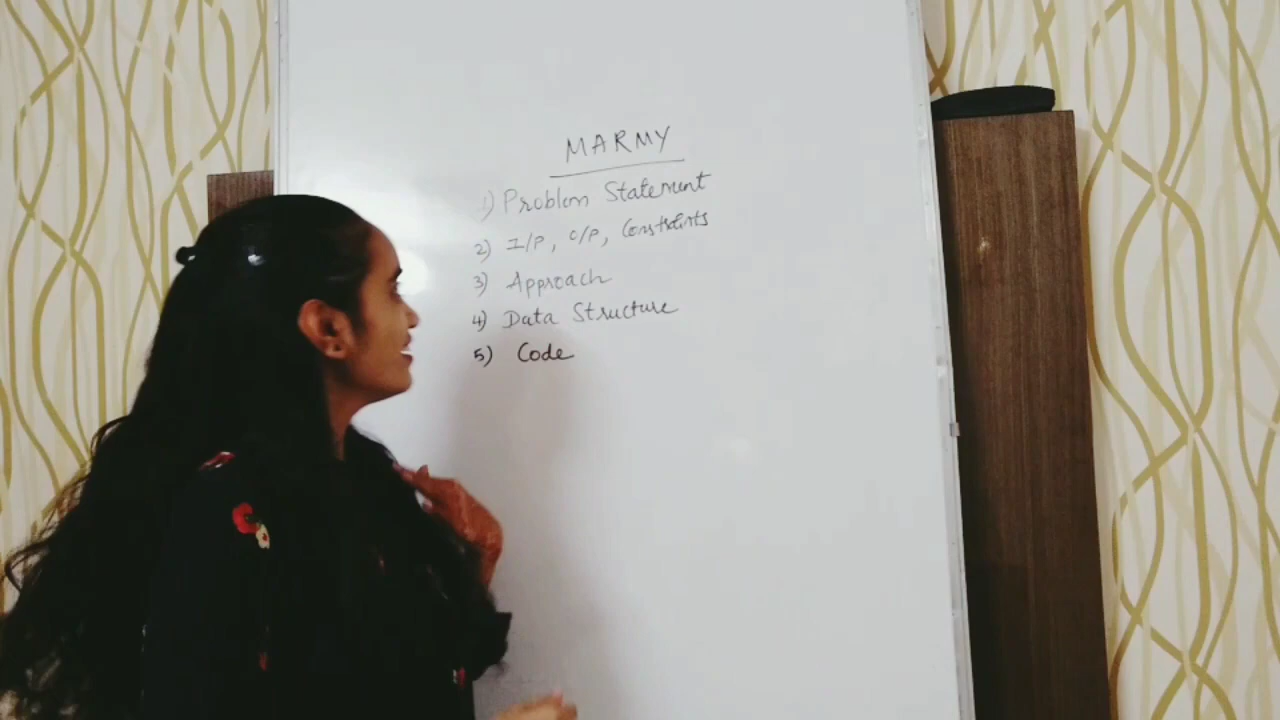 MARMY
1) Problem Statement
2) I/P, O/P, Constraints
3) Approach
4) Data Structure
5) Code